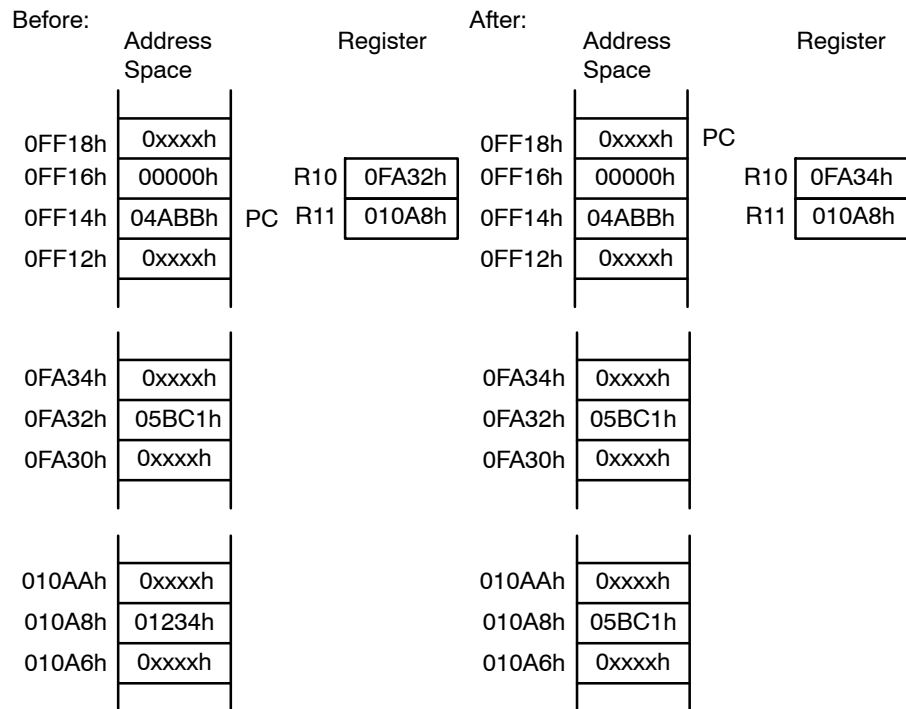 Before: After:
Address Space Register Address Space Register
0FF18h 0xxxxh 0FF18h 0xxxxh PC
0FF16h 00000h R10 0FA32h 0FF16h 00000h R10 0FA34h
0FF14h 04ABBh PC R11 010A8h 0FF14h 04ABBh R11 010A8h
0FF12h 0xxxxh 0FF12h 0xxxxh
0FA34h 0xxxxh 0FA34h 0xxxxh
0FA32h 05BC1h 0FA32h 05BC1h
0FA30h 0xxxxh 0FA30h 0xxxxh
010AAh 0xxxxh 010AAh 0xxxxh
010A8h 01234h 010A8h 05BC1h
010A6h 0xxxxh 010A6h 0xxxxh